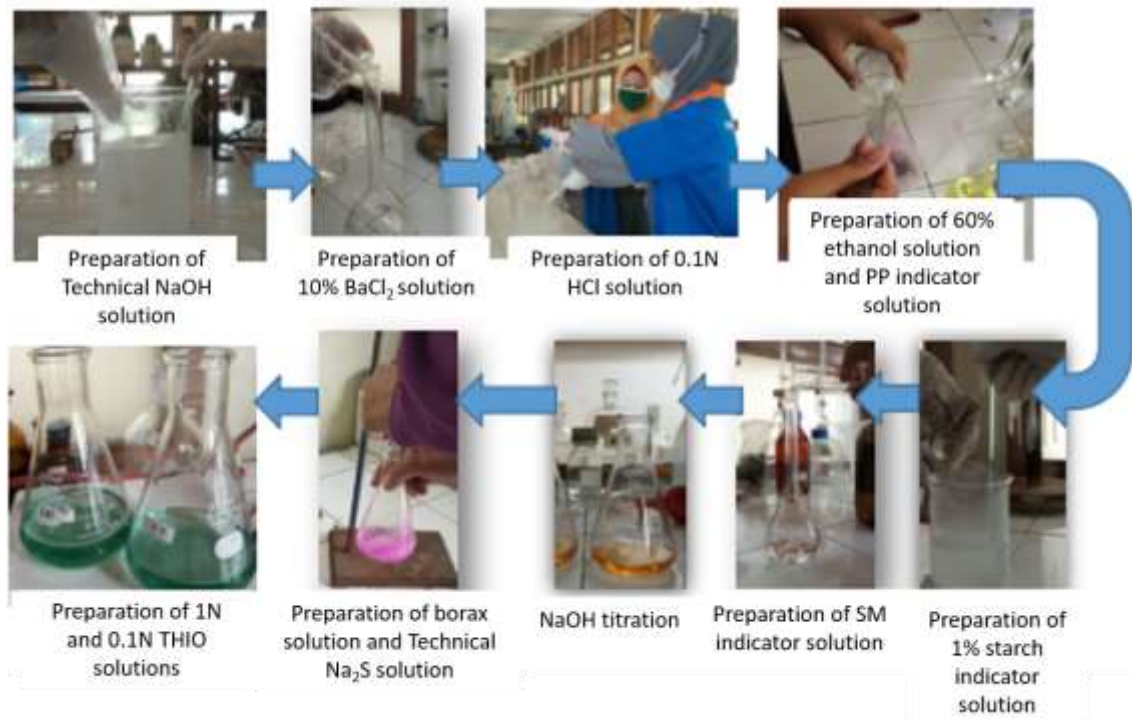 Preparation of
Technical NaOH
solution
Preparation of
10% BaCl₂ solution
Preparation of 0.1N
HCl solution
Preparation of 60%
ethanol solution
and PP indicator
solution
Preparation of
1% starch
indicator
solution
Preparation of SM
indicator solution
NaOH titration
Preparation of borax
solution and Technical
Na₂S solution
Preparation of 1N
and 0.1N THIO
solutions